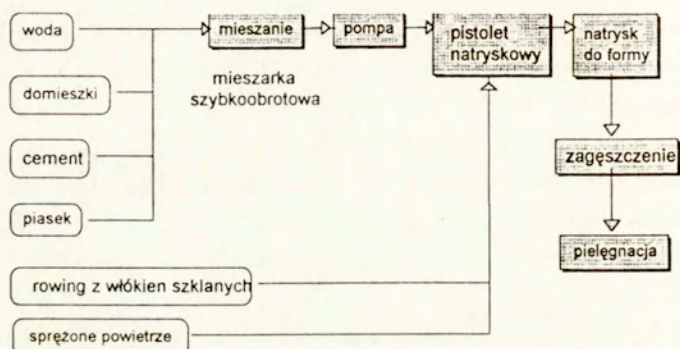 woda
mieszanie
pompa
pistolet
natryskowy
natrysk
do formy
mieszarka
szybkoobrotowa
domieszki
cement
zagęszczenie
piasek
pielęgnacja
rowing z włókien szklanych
sprężone powietrze